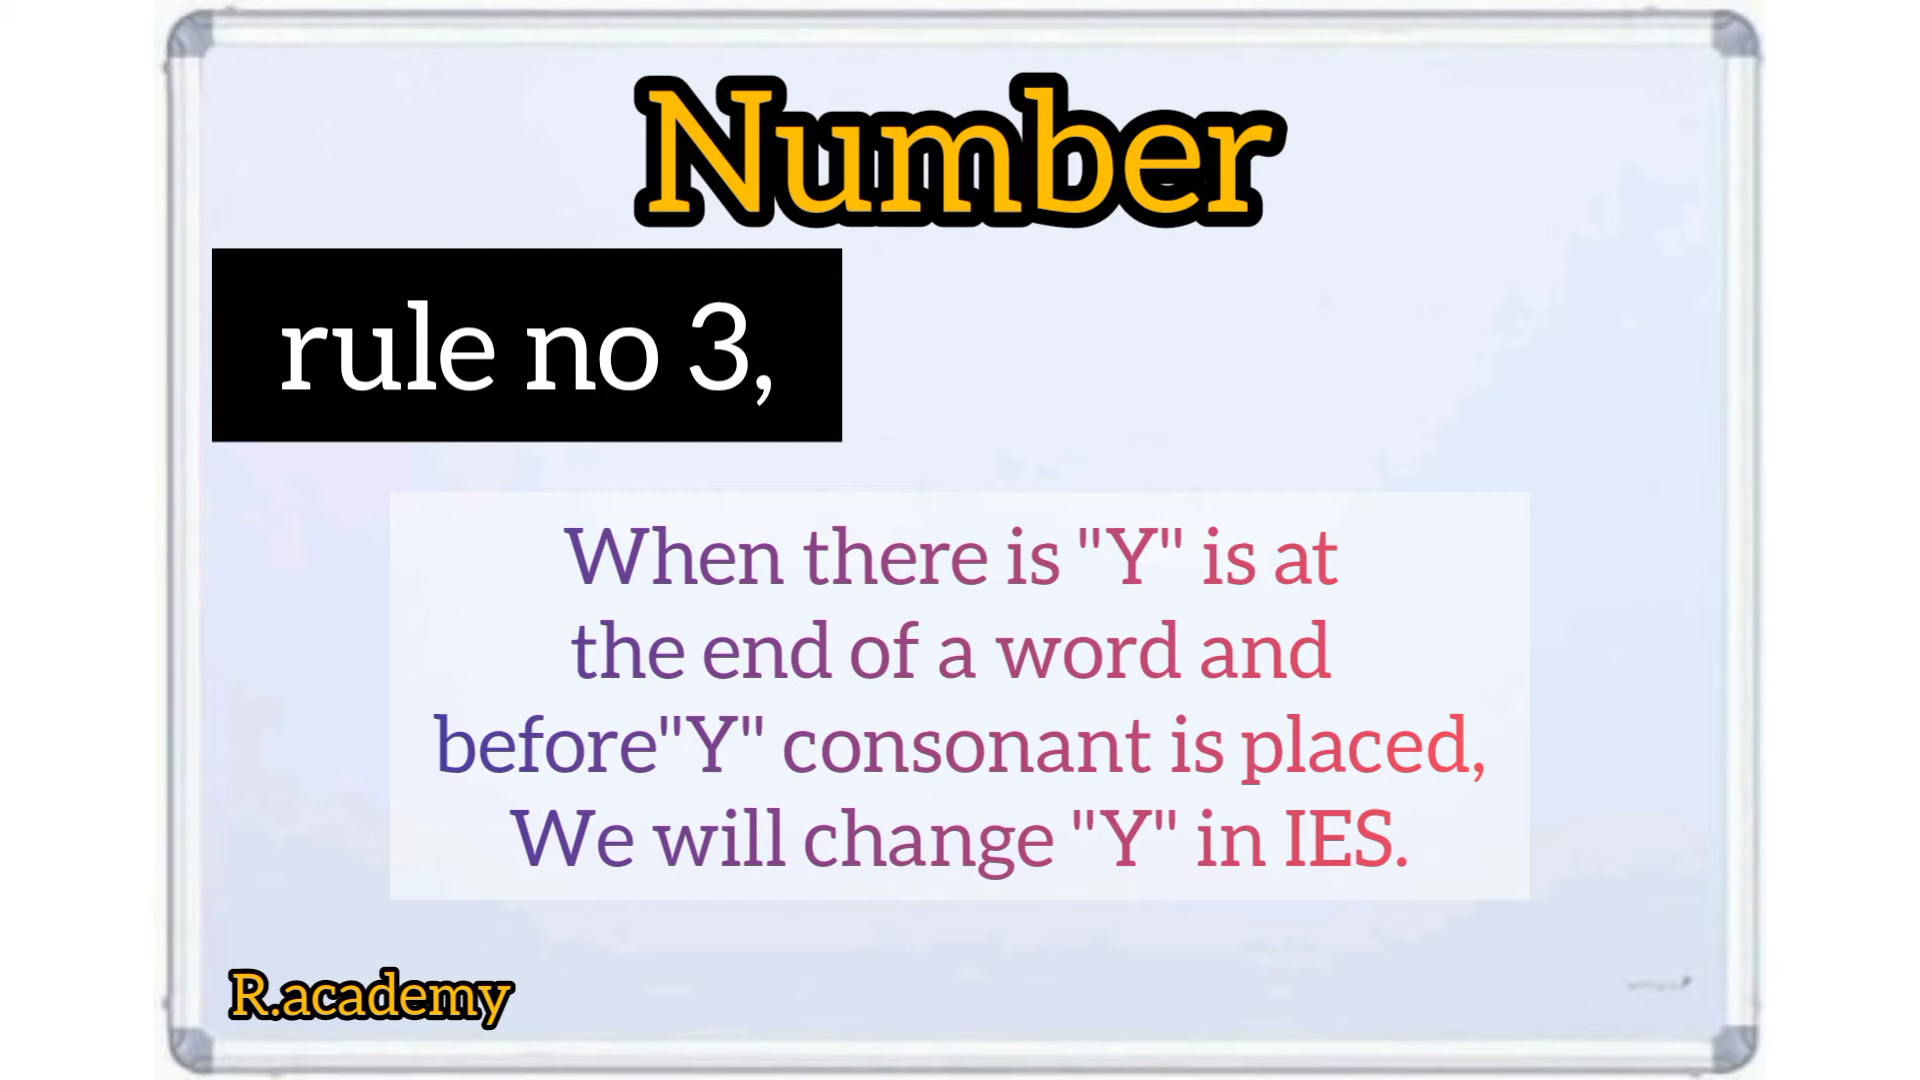 Number
rule no 3,
When there is "Y" is at
the end of a word and
before"Y" consonant is placed,
We will change "Y" in IES.
R.academy